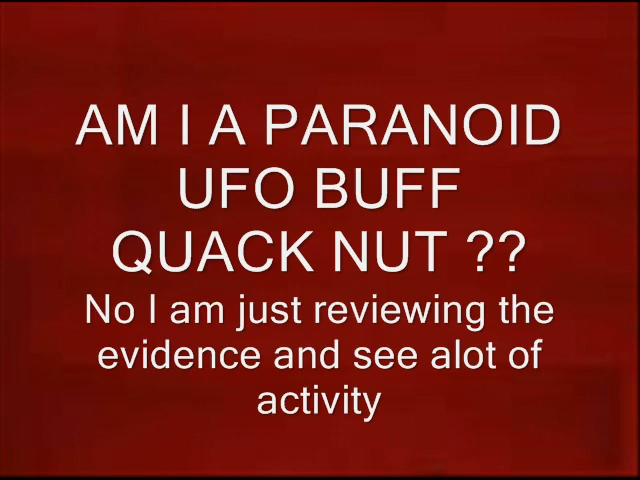 AM I A PARANOID
UFO BUFF
QUACK NUT ??
No I am just reviewing the
evidence and see alot of
activity